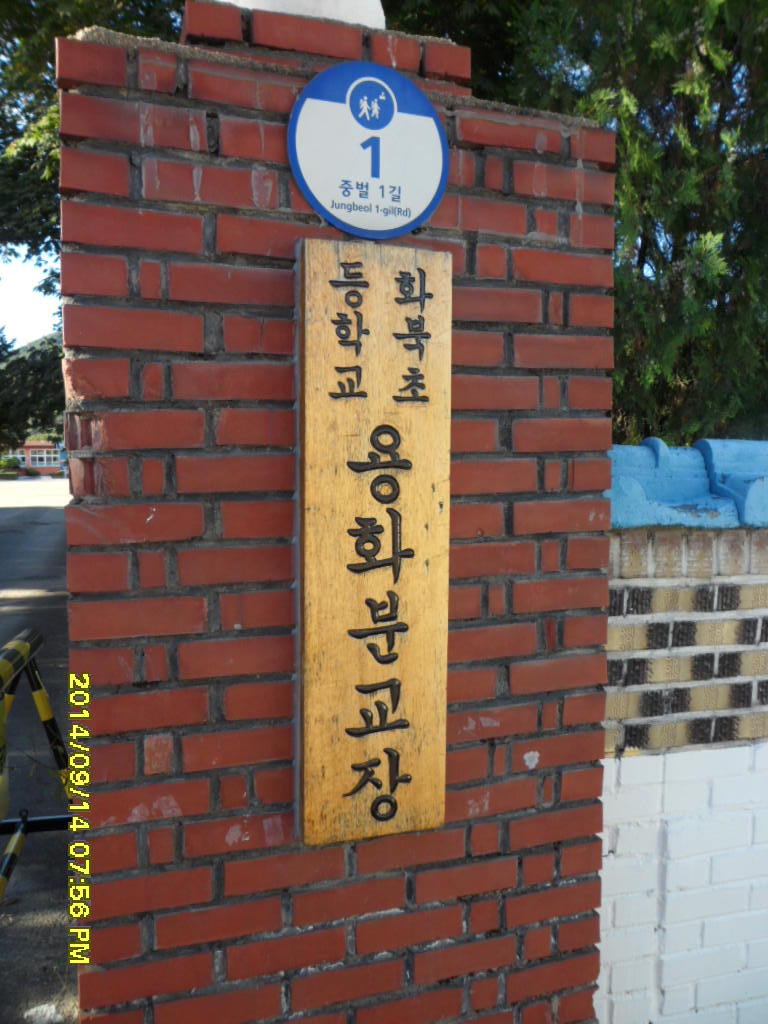 1
중벌 1길
Jungbeol 1-gil(Rd)
화북초
등학교
용화분교장
2014/09/14 07:56 PM